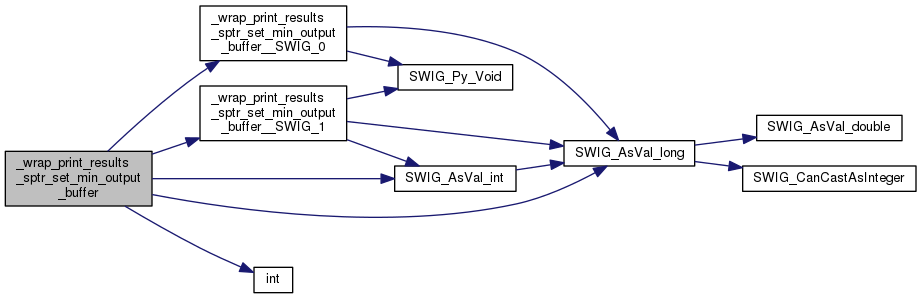 _wrap_print_results
_sptr_set_min_output
_buffer__SWIG_0
SWIG_Py_Void
_wrap_print_results
_sptr_set_min_output
_buffer__SWIG_1
SWIG_AsVal_double
SWIG_AsVal_long
_wrap_print_results
_sptr_set_min_output
_buffer
SWIG_AsVal_int
SWIG_CanCastAsInteger
int